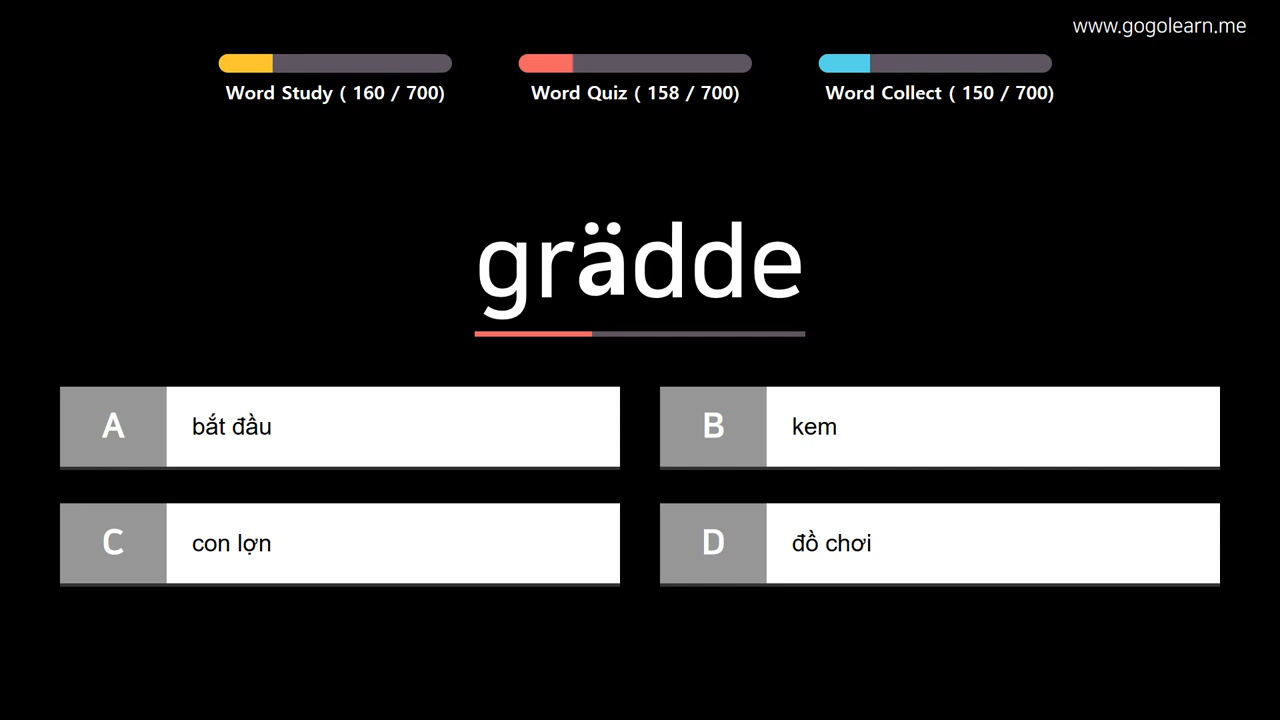 www.gogolearn.me
Word Study ( 160 / 700)
Word Quiz ( 158 / 700)
Word Collect ( 150 / 700)
grädde
A bắt đầu
B kem
C con lợn
D đồ chơi